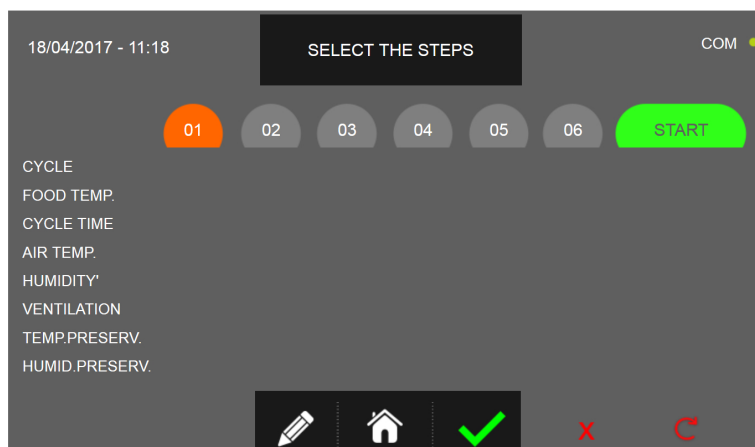 18/04/2017 - 11:18 SELECT THE STEPS COM
01 02 03 04 05 06 START
CYCLE
FOOD TEMP.
CYCLE TIME
AIR TEMP.
HUMIDITY'
VENTILATION
TEMP.PRESERV.
HUMID.PRESERV.
X